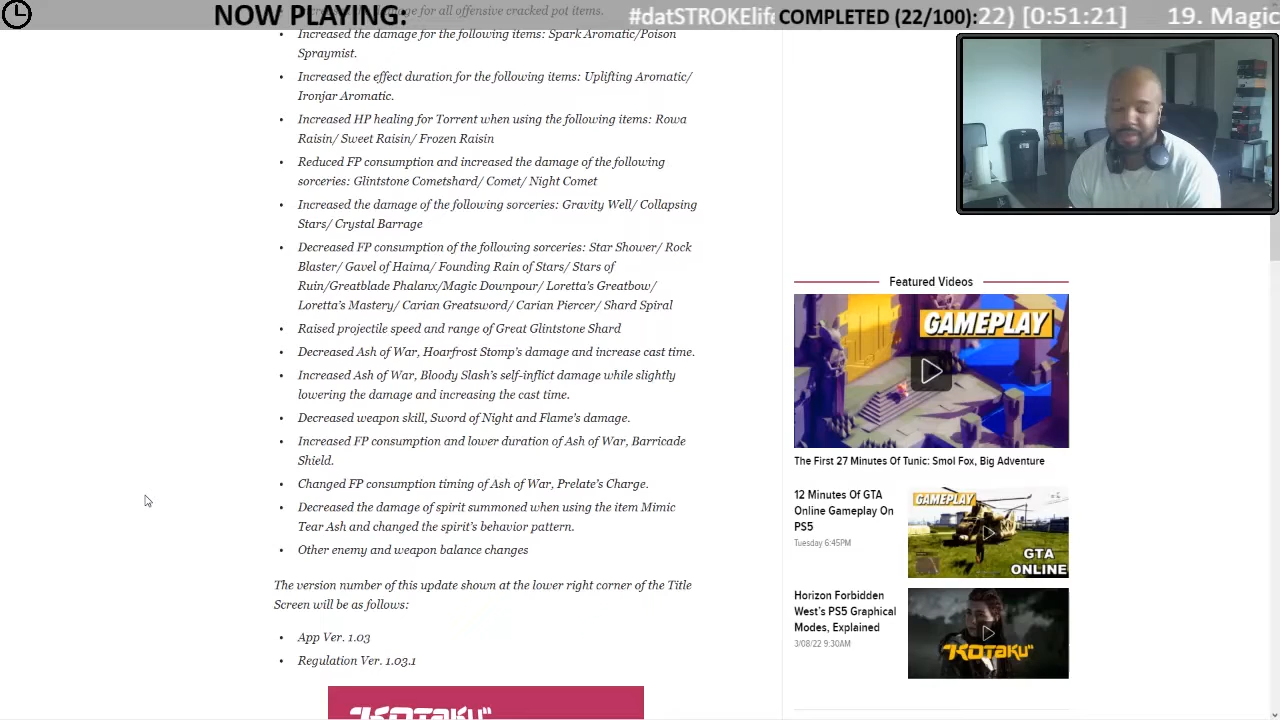 NOW PLAYING:
#datSTROKElife
COMPLETED (22/100):
22) [0:51:21]
19. Magic
damage for all offensive cracked pot items.
• Increased the damage for the following items: Spark Aromatic/Poison
Spraymist.
• Increased the effect duration for the following items: Uplifting Aromatic/
Ironjar Aromatic.
• Increased HP healing for Torrent when using the following items: Rowa
Raisin/ Sweet Raisin/ Frozen Raisin
• Reduced FP consumption and increased the damage of the following
sorceries: Glintstone Cometshard/ Comet/ Night Comet
• Increased the damage of the following sorceries: Gravity Well/ Collapsing
Stars/ Crystal Barrage
• Decreased FP consumption of the following sorceries: Star Shower/ Rock
Blaster/ Gavel of Haima/ Founding Rain of Stars/ Stars of
Ruin/Greatblade Phalanx/Magic Downpour/ Loretta's Greatbow/
Loretta's Mastery/ Carian Greatsword/ Carian Piercer/ Shard Spiral
• Raised projectile speed and range of Great Glintstone Shard
• Decreased Ash of War, Hoarfrost Stomp's damage and increase cast time.
• Increased Ash of War, Bloody Slash's self-inflict damage while slightly
lowering the damage and increasing the cast time.
• Decreased weapon skill, Sword of Night and Flame's damage.
• Increased FP consumption and lower duration of Ash of War, Barricade
Shield.
• Changed FP consumption timing of Ash of War, Prelate's Charge.
• Decreased the damage of spirit summoned when using the item Mimic
Tear Ash and changed the spirit's behavior pattern.
• Other enemy and weapon balance changes
The version number of this update shown at the lower right corner of the Title
Screen will be as follows:
• App Ver. 1.03
• Regulation Ver. 1.03.1
"KOTAKU"
Featured Videos
GAMEPLAY
The First 27 Minutes Of Tunic: Smol Fox, Big Adventure
12 Minutes Of GTA
Online Gameplay On
PS5
Tuesday 6:45PM
GAMEPLAY
GTA
ONLINE
Horizon Forbidden
West's PS5 Graphical
Modes, Explained
3/08/22 9:30AM
"KOTAKU"